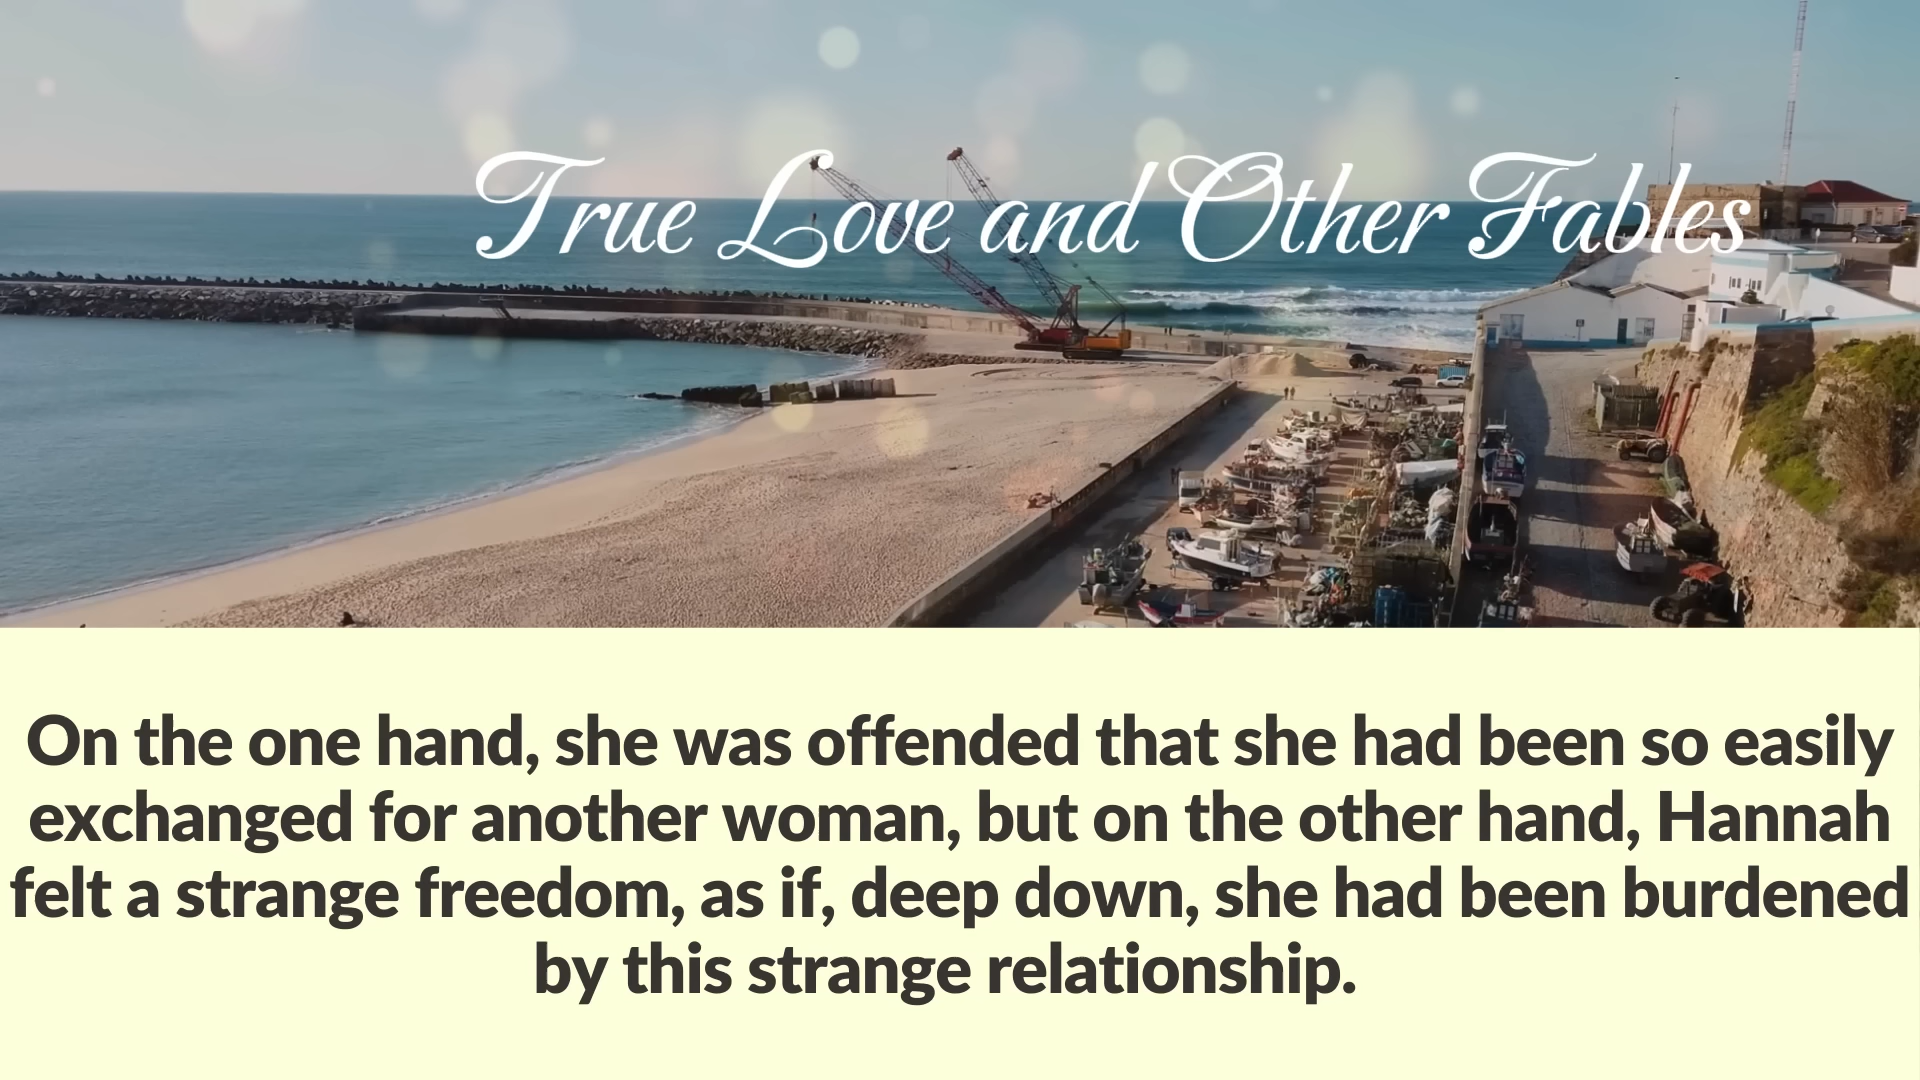 True Love and Other Fables
On the one hand, she was offended that she had been so easily
exchanged for another woman, but on the other hand, Hannah
felt a strange freedom, as if, deep down, she had been burdened
by this strange relationship.